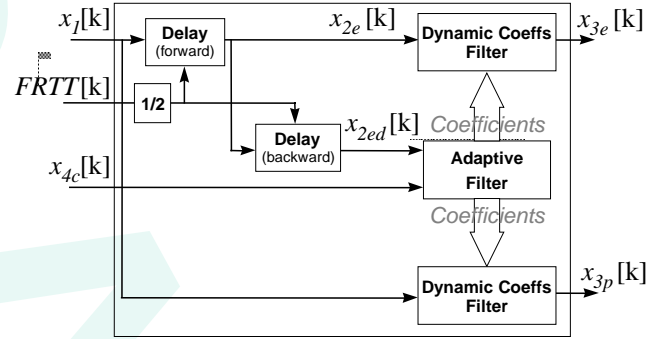 x1[k]
Delay
(forward)
x2e [k]
Dynamic Coeffs
Filter
x3e [k]
FRTT[k]
1/2
Delay
(backward)
x2ed [k]
Coefficients
Adaptive
Filter
x4c[k]
Coefficients
Dynamic Coeffs
Filter
x3p [k]